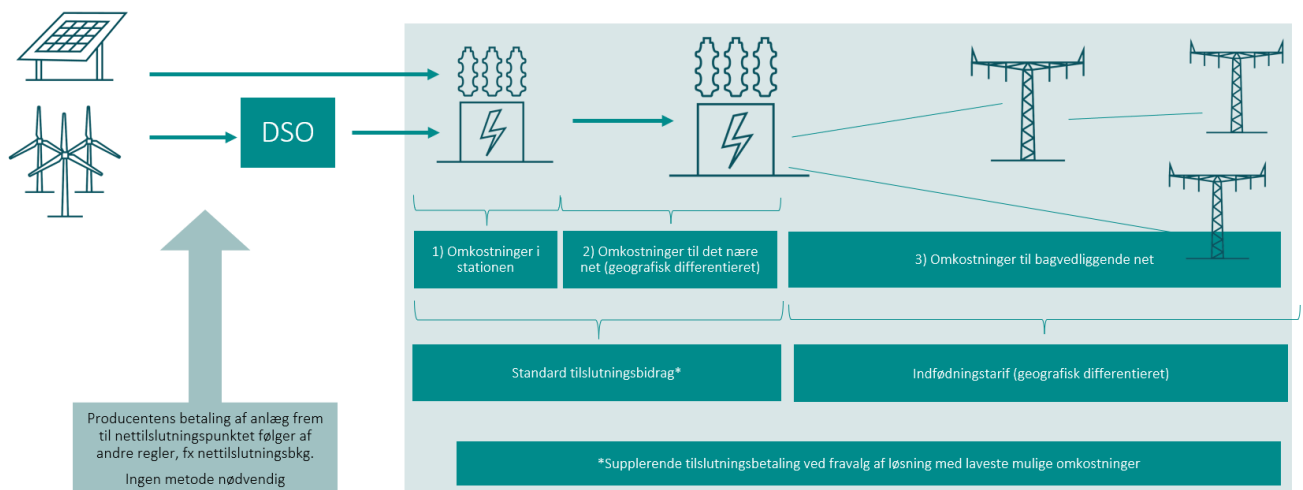 DSO
1) Omkostninger i
stationen
2) Omkostninger til det nære
net (geografisk differentieret)
3) Omkostninger til bagvedliggende net
Standard tilslutningsbidrag*
Indfødningstarif (geografisk differentieret)
Producentens betaling af anlæg frem
til nettilslutningspunktet følger af
andre regler, fx nettilslutningsbkg.
Ingen metode nødvendig
*Supplerende tilslutningsbetaling ved fravalg af løsning med laveste mulige omkostninger